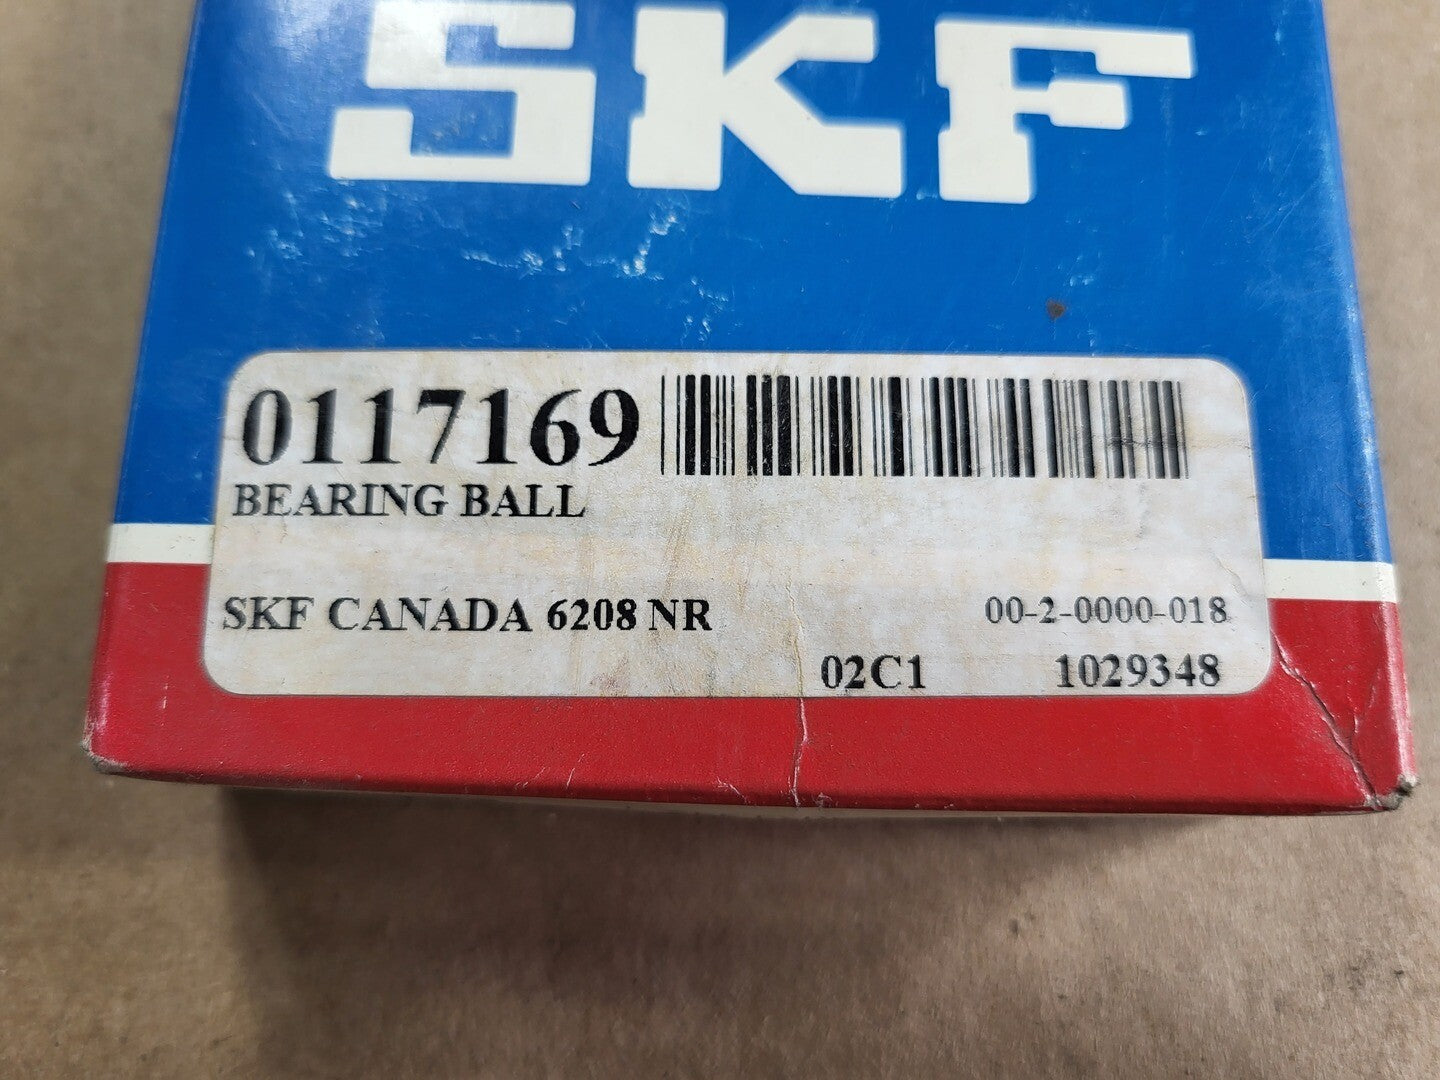 SKF
0117169
BEARING BALL
SKF CANADA 6208 NR 00-2-0000-018
02C1 1029348